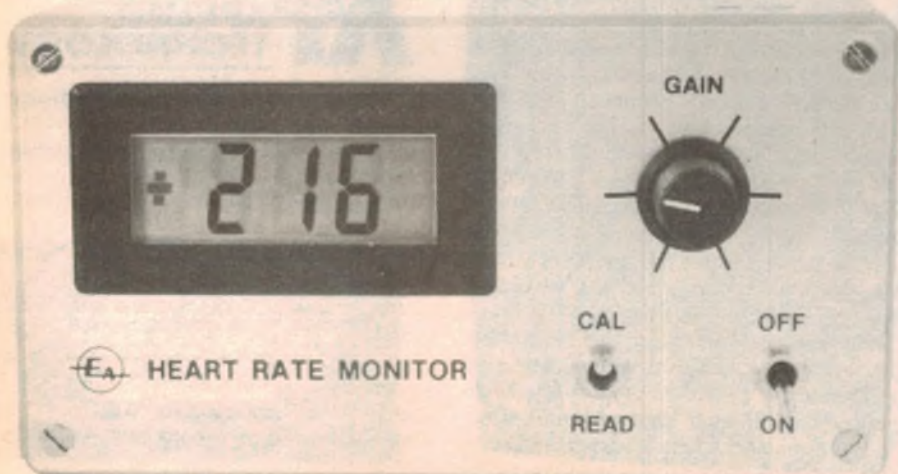 GAIN
+ 216
CAL
OFF
EA HEART RATE MONITOR
READ
ON